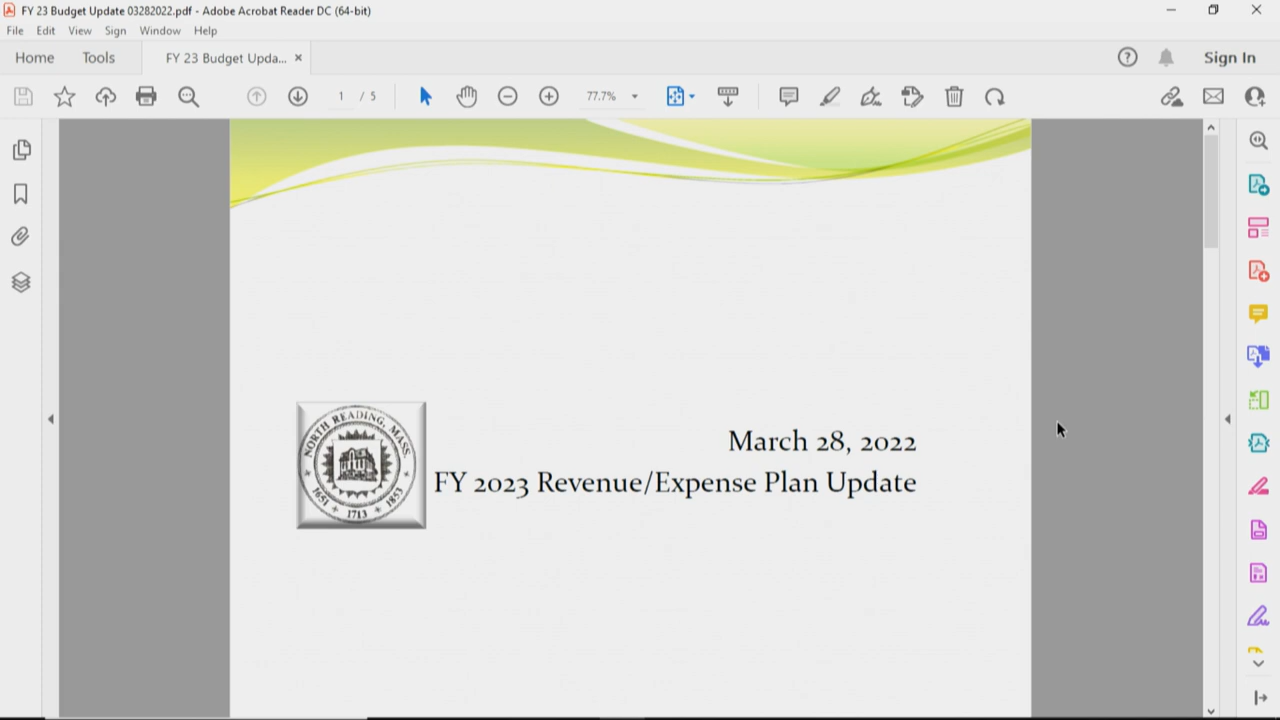 FY 23 Budget Update 03282022.pdf - Adobe Acrobat Reader DC (64-bit)
File Edit View Sign Window Help
Home Tools FY 23 Budget Upda... × Sign In
1 / 5 77.7%
NORTH READING, MASS.
1651 1713 1853
March 28, 2022
FY 2023 Revenue/Expense Plan Update